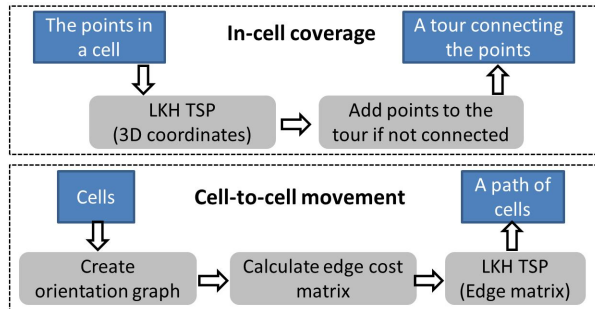 The points in
a cell
In-cell coverage
A tour connecting
the points
LKH TSP
(3D coordinates)
Add points to the
tour if not connected
Cells
Cell-to-cell movement
A path of
cells
Create
orientation graph
Calculate edge cost
matrix
LKH TSP
(Edge matrix)